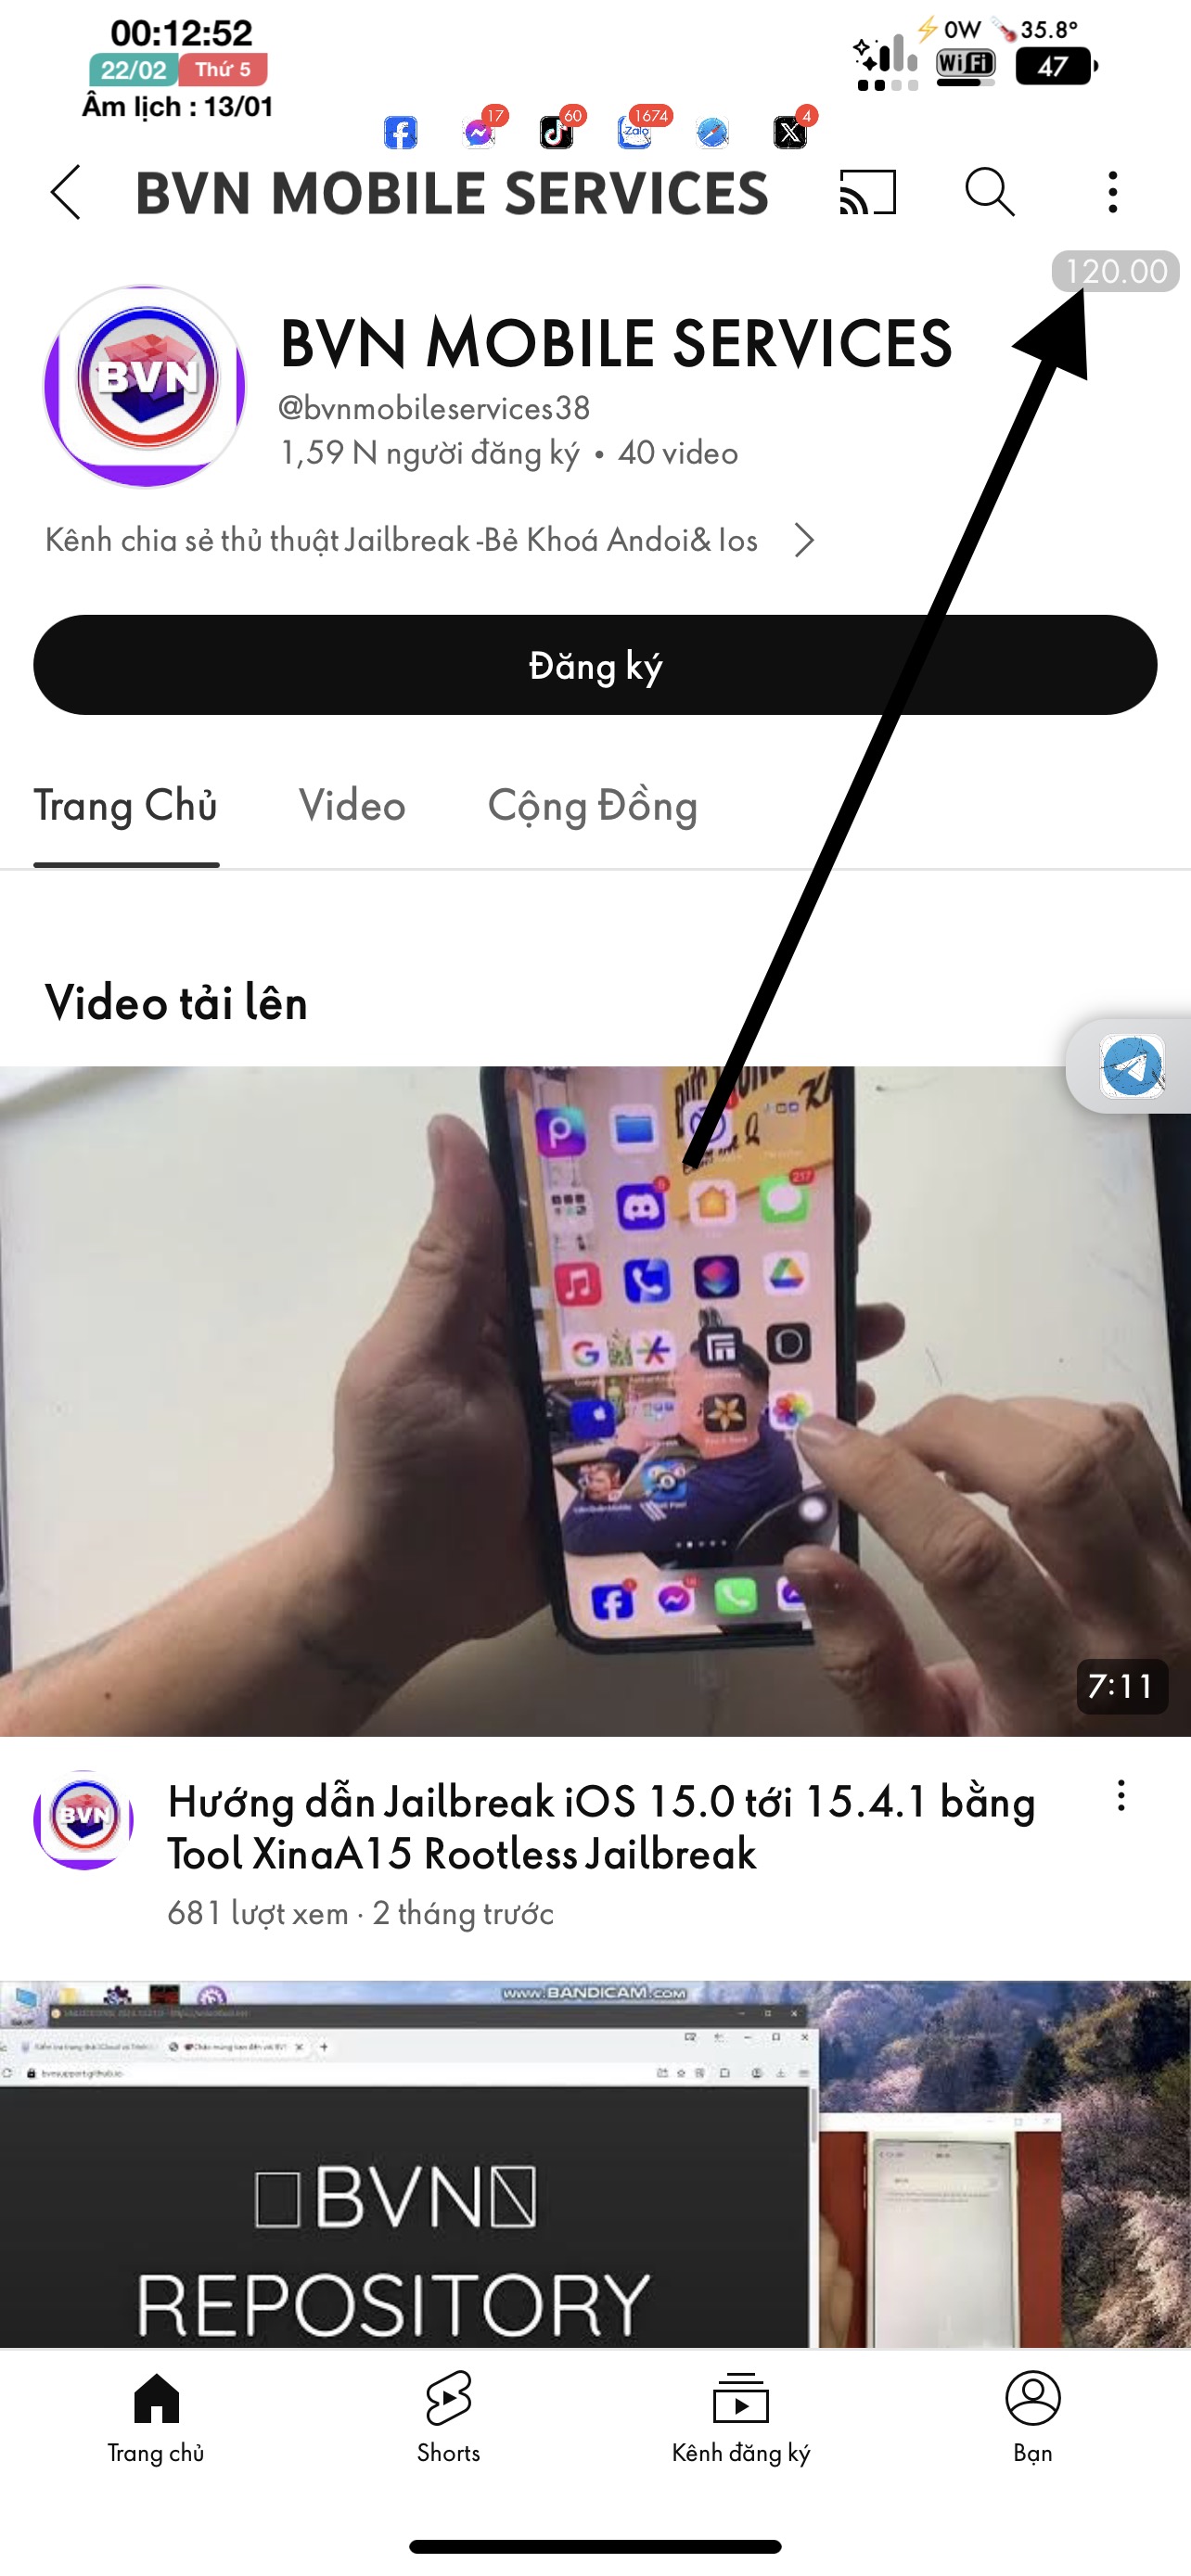 00:12:52
22/02 Thứ 5
Âm lịch : 13/01
0W 35.8°
WiFi 47
17 60 1674 4
Zalo
BVN MOBILE SERVICES
120.00
BVN
BVN MOBILE SERVICES
@bvnmobileservices38
1,59 N người đăng ký • 40 video
Kênh chia sẻ thủ thuật Jailbreak -Bẻ Khoá Andoi& Ios
Đăng ký
Trang Chủ Video Cộng Đồng
Video tải lên
217
7:11
BVN
Hướng dẫn Jailbreak iOS 15.0 tới 15.4.1 bằng
Tool XinaA15 Rootless Jailbreak
681 lượt xem · 2 tháng trước
www.BANDICAM.com
BVN
REPOSITORY
Trang chủ Shorts Kênh đăng ký Bạn